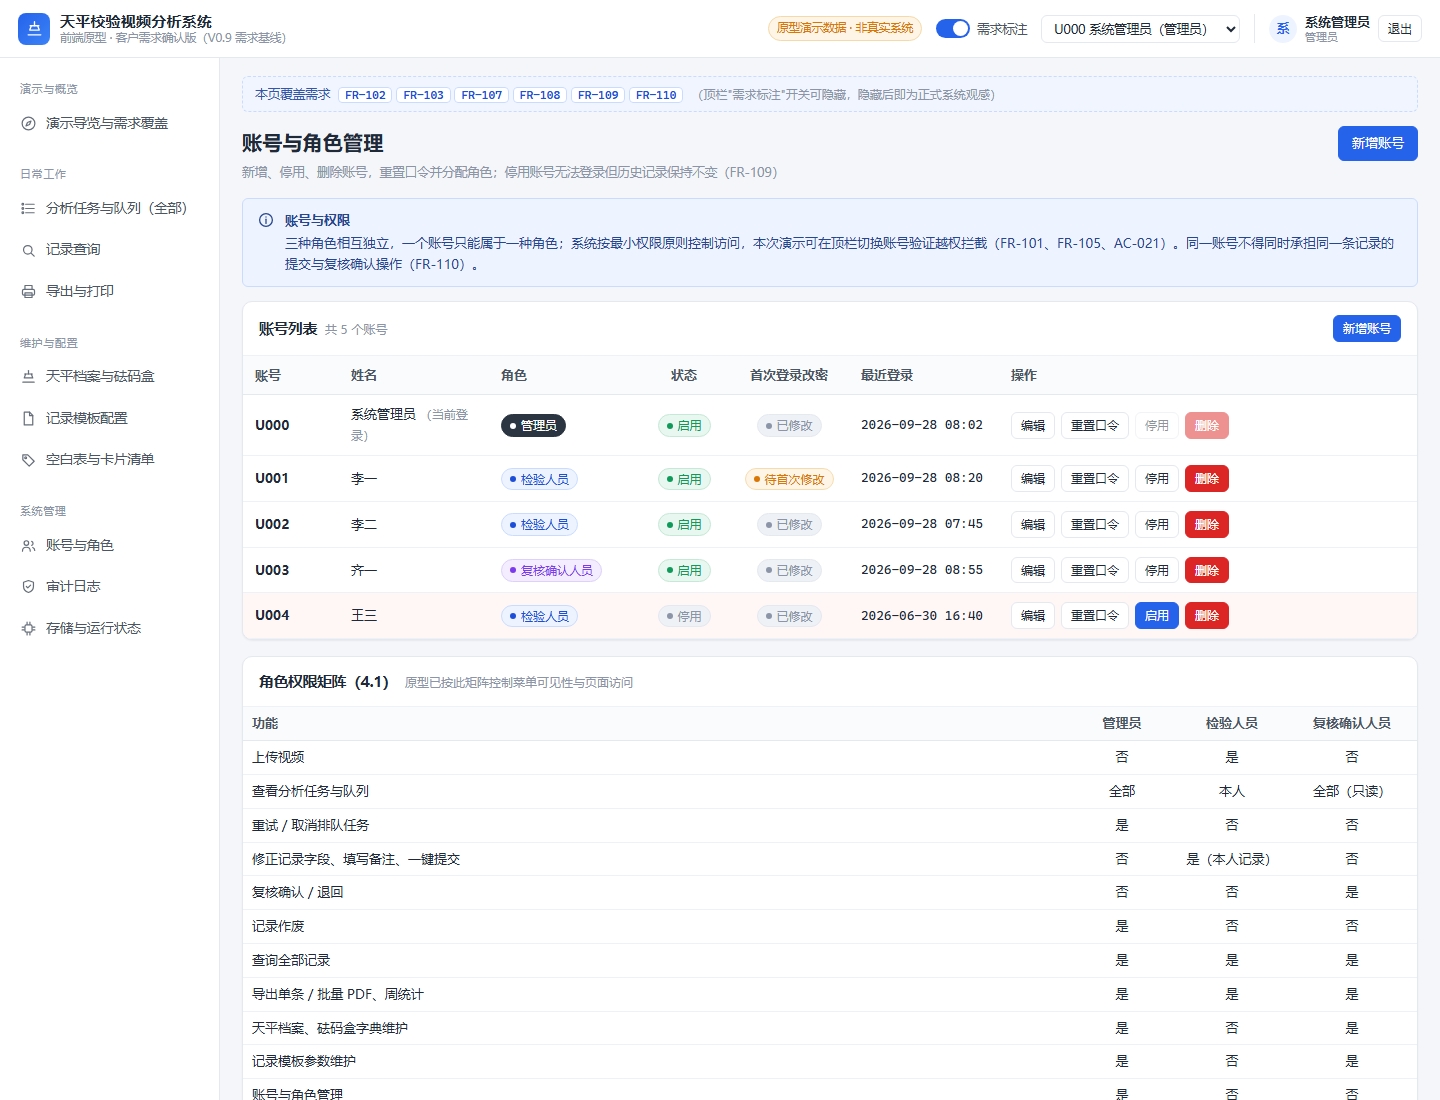 天平校验视频分析系统
前端原型 · 客户需求确认版（V0.9 需求基线）
原型演示数据 · 非真实系统
需求标注
U000 系统管理员（管理员）
系
系统管理员
管理员
退出
演示与概览
演示导览与需求覆盖
日常工作
分析任务与队列（全部）
记录查询
导出与打印
维护与配置
天平档案与砝码盒
记录模板配置
空白表与卡片清单
系统管理
账号与角色
审计日志
存储与运行状态
本页覆盖需求 FR-102 FR-103 FR-107 FR-108 FR-109 FR-110 （顶栏"需求标注"开关可隐藏，隐藏后即为正式系统观感）
账号与角色管理
新增账号
新增、停用、删除账号，重置口令并分配角色；停用账号无法登录但历史记录保持不变（FR-109）
账号与权限
三种角色相互独立，一个账号只能属于一种角色；系统按最小权限原则控制访问，本次演示可在顶栏切换账号验证越权拦截（FR-101、FR-105、AC-021）。同一账号不得同时承担同一条记录的
提交与复核确认操作（FR-110）。
账号列表 共 5 个账号
新增账号
账号 姓名 角色 状态 首次登录改密 最近登录 操作
U000 系统管理员 （当前登录） 管理员 启用 已修改 2026-09-28 08:02 编辑 重置口令 停用 删除
U001 李一 检验人员 启用 待首次修改 2026-09-28 08:20 编辑 重置口令 停用 删除
U002 李二 检验人员 启用 已修改 2026-09-28 07:45 编辑 重置口令 停用 删除
U003 齐一 复核确认人员 启用 已修改 2026-09-28 08:55 编辑 重置口令 停用 删除
U004 王三 检验人员 停用 已修改 2026-06-30 16:40 编辑 重置口令 启用 删除
角色权限矩阵（4.1） 原型已按此矩阵控制菜单可见性与页面访问
功能 管理员 检验人员 复核确认人员
上传视频 否 是 否
查看分析任务与队列 全部 本人 全部（只读）
重试 / 取消排队任务 是 否 否
修正记录字段、填写备注、一键提交 否 是（本人记录） 否
复核确认 / 退回 否 否 是
记录作废 是 否 否
查询全部记录 是 是 是
导出单条 / 批量 PDF、周统计 是 是 是
天平档案、砝码盒字典维护 是 否 是
记录模板参数维护 是 否 是
账号与角色管理 是 否 否